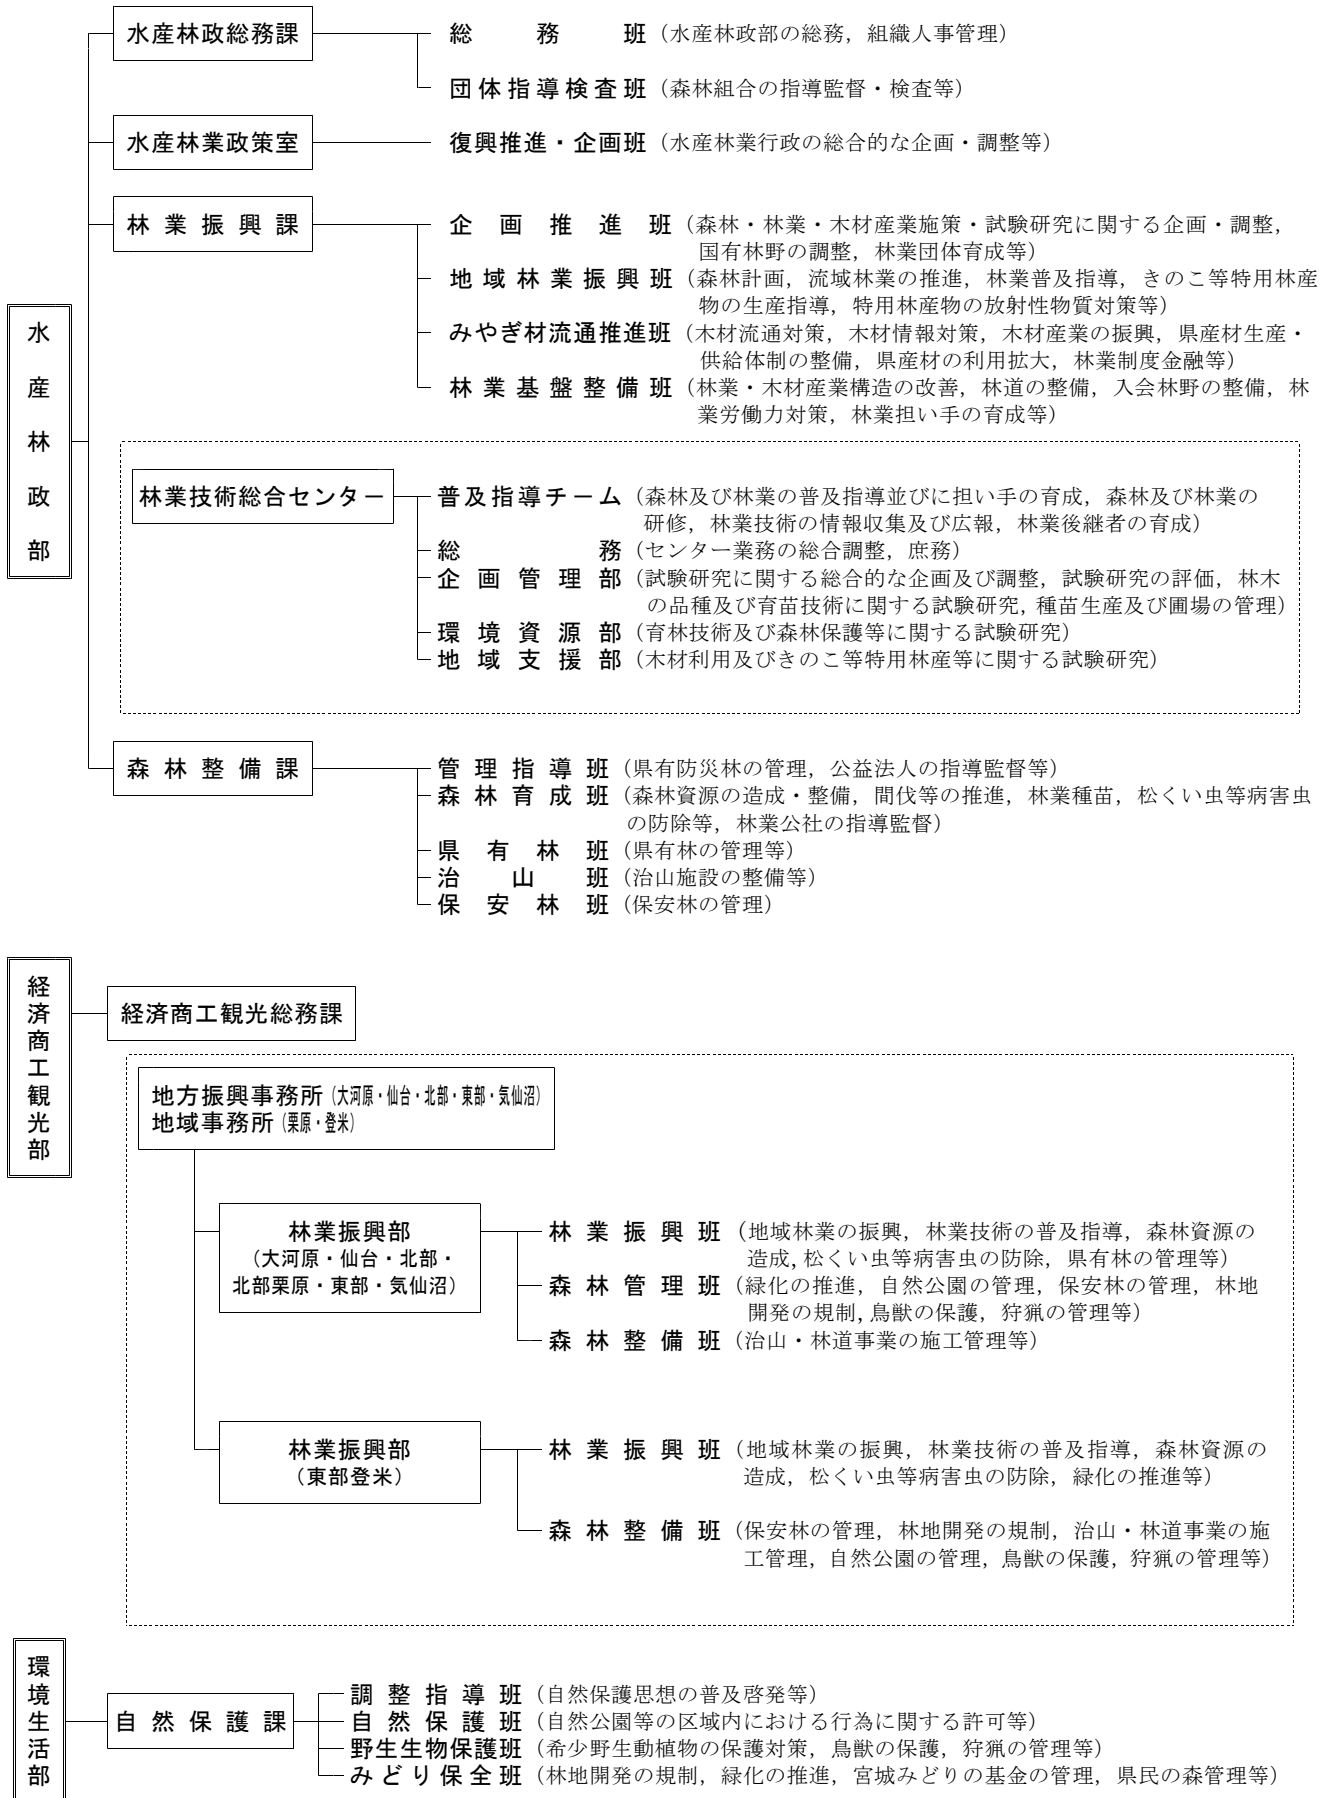 水産林政部
水産林政総務課
総務班（水産林政部の総務，組織人事管理）
団体指導検査班（森林組合の指導監督・検査等）
水産林業政策室
復興推進・企画班（水産林業行政の総合的な企画・調整等）
林業振興課
企画推進班（森林・林業・木材産業施策・試験研究に関する企画・調整，
国有林野の調整，林業団体育成等）
地域林業振興班（森林計画，流域林業の推進，林業普及指導，きのこ等特用林産
物の生産指導，特用林産物の放射性物質対策等）
みやぎ材流通推進班（木材流通対策，木材情報対策，木材産業の振興，県産材生産・
供給体制の整備，県産材の利用拡大，林業制度金融等）
林業基盤整備班（林業・木材産業構造の改善，林道の整備，入会林野の整備，林
業労働力対策，林業担い手の育成等）
林業技術総合センター
普及指導チーム（森林及び林業の普及指導並びに担い手の育成，森林及び林業の
研修，林業技術の情報収集及び広報，林業後継者の育成）
総務（センター業務の総合調整，庶務）
企画管理部（試験研究に関する総合的な企画及び調整，試験研究の評価，林木
の品種及び育苗技術に関する試験研究，種苗生産及び圃場の管理）
環境資源部（育林技術及び森林保護等に関する試験研究）
地域支援部（木材利用及びきのこ等特用林産等に関する試験研究）
森林整備課
管理指導班（県有防災林の管理，公益法人の指導監督等）
森林育成班（森林資源の造成・整備，間伐等の推進，林業種苗，松くい虫等病害虫
の防除等，林業公社の指導監督）
県有林班（県有林の管理等）
治山班（治山施設の整備等）
保安林班（保安林の管理）
経済商工観光部
経済商工観光総務課
地方振興事務所（大河原・仙台・北部・東部・気仙沼）
地域事務所（栗原・登米）
林業振興部
（大河原・仙台・北部・
北部栗原・東部・気仙沼）
林業振興班（地域林業の振興，林業技術の普及指導，森林資源の
造成，松くい虫等病害虫の防除，県有林の管理等）
森林管理班（緑化の推進，自然公園の管理，保安林の管理，林地
開発の規制，鳥獣の保護，狩猟の管理等）
森林整備班（治山・林道事業の施工管理等）
林業振興部
（東部登米）
林業振興班（地域林業の振興，林業技術の普及指導，森林資源の
造成，松くい虫等病害虫の防除，緑化の推進等）
森林整備班（保安林の管理，林地開発の規制，治山・林道事業の施
工管理，自然公園の管理，鳥獣の保護，狩猟の管理等）
環境生活部
自然保護課
調整指導班（自然保護思想の普及啓発等）
自然保護班（自然公園等の区域内における行為に関する許可等）
野生生物保護班（希少野生動植物の保護対策，鳥獣の保護，狩猟の管理等）
みどり保全班（林地開発の規制，緑化の推進，宮城みどりの基金の管理，県民の森管理等）